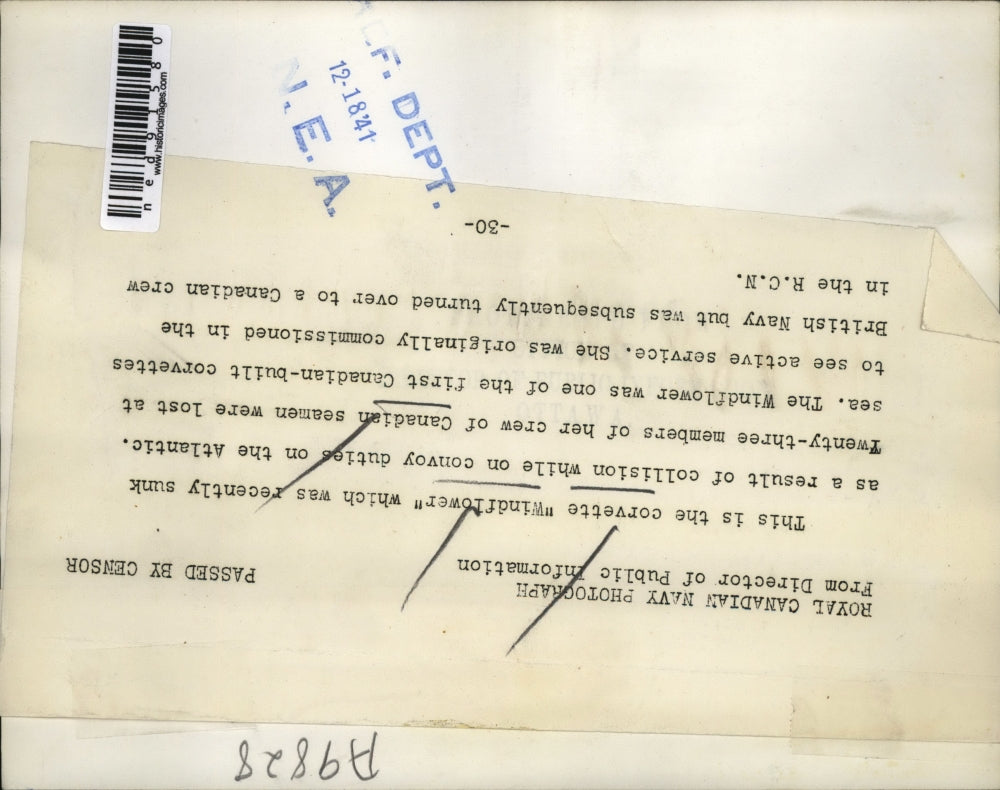 ROYAL CANADIAN NAVY PHOTOGRAPH
From Director of Public Information
PASSED BY CENSOR
This is the corvette "Windflower" which was recently sunk
as a result of collision while on convoy duties on the Atlantic.
Twenty-three members of her crew of Canadian seamen were lost at
sea. The Windflower was one of the first Canadian-built corvettes
to see active service. She was originally commissioned in the
British Navy but was subsequently turned over to a Canadian crew
in the R.C.N.
-30-
F. DEPT.
12-18'41
N.E.A.
ned91580
www.historicimages.com
A9828